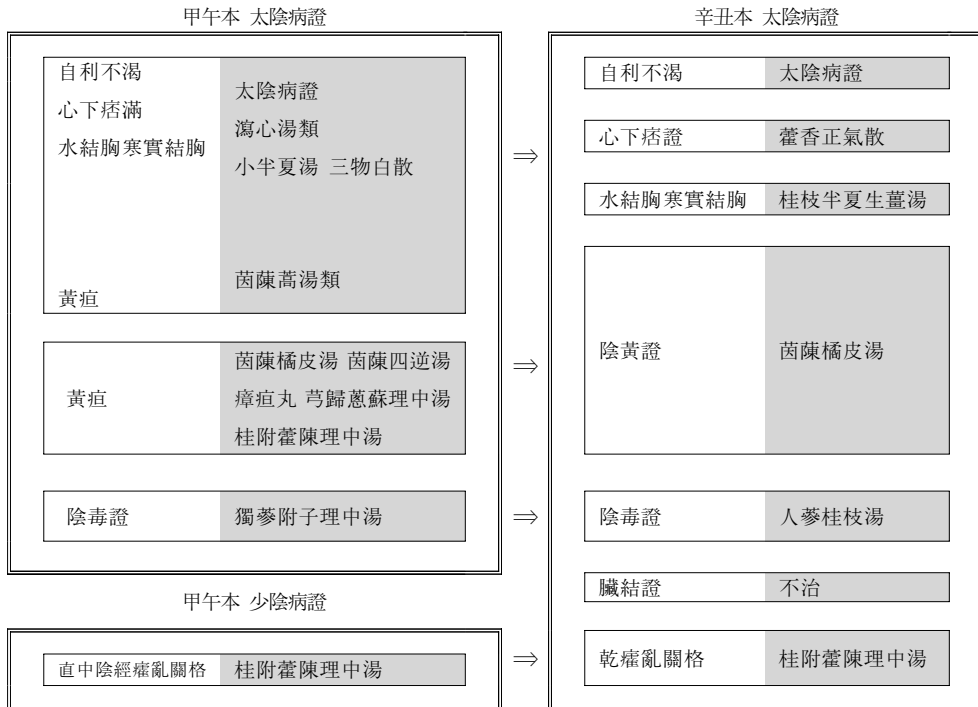 甲午本 太陰病證
自利不渴
心下痞滿
水結胸寒實結胸
黃疸
太陰病證
瀉心湯類
小半夏湯 三物白散
茵蔯蒿湯類
黃疸
茵蔯橘皮湯 茵蔯四逆湯
瘴疸丸 芎歸蔥蘇理中湯
桂附藿陳理中湯
陰毒證
獨蔘附子理中湯
甲午本 少陰病證
直中陰經癨亂關格
桂附藿陳理中湯
⇒
⇒
⇒
⇒
辛丑本 太陰病證
自利不渴 太陰病證
心下痞證 藿香正氣散
水結胸寒實結胸 桂枝半夏生薑湯
陰黃證 茵蔯橘皮湯
陰毒證 人蔘桂枝湯
臟結證 不治
乾癨亂關格 桂附藿陳理中湯